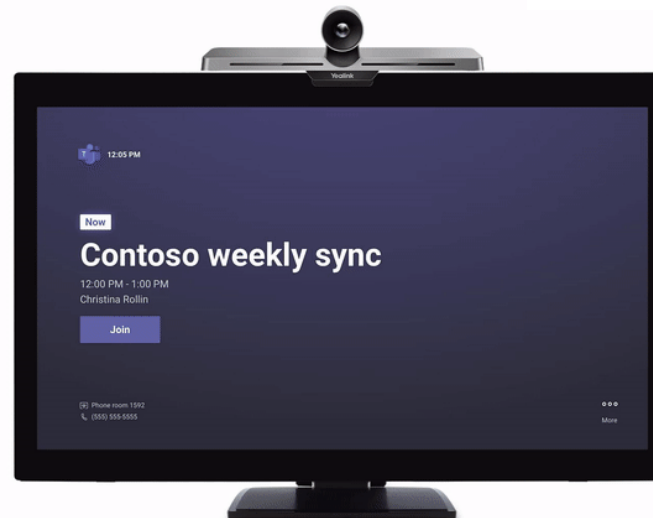 Yealink
T
12:05 PM
Now
Contoso weekly sync
12:00 PM - 1:00 PM
Christina Rollin
Join
Phone room 1592
(555) 555-5555
More